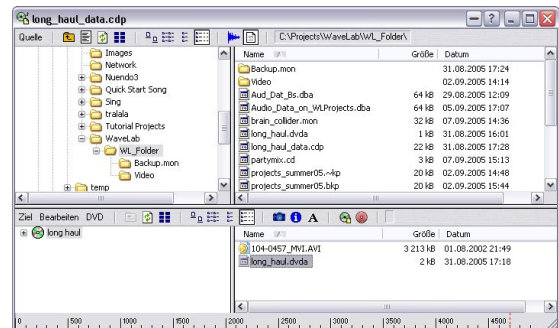 long_haul_data.cdp
Quelle
C:\Projects\WaveLab\WL_Folder\
Images
Network
Nuendo3
Quick Start Song
Sing
tralala
Tutorial Projects
WaveLab
WL_Folder
Backup.mon
Video
temp
Name Größe Datum
Backup.mon 31.08.2005 17:24
Video 02.09.2005 14:14
Aud_Dat_Bs.dba 64 kB 29.08.2005 12:09
Audio_Data_on_WLProjects.dba 64 kB 05.09.2005 17:07
brain_collider.mon 32 kB 07.09.2005 14:36
long_haul.dvda 1 kB 31.08.2005 16:01
long_haul_data.cdp 22 kB 31.08.2005 17:28
partymix.cd 3 kB 07.09.2005 15:13
projects_summer05.~kp 20 kB 02.09.2005 14:48
projects_summer05.bkp 20 kB 02.09.2005 15:44
Ziel Bearbeiten DVD
long haul
Name Größe Datum
104-0457_MVI.AVI 3 213 kB 01.08.2002 21:49
long_haul.dvda 2 kB 31.08.2005 17:18
0 500 1000 1500 2000 2500 3000 3500 4000 4500